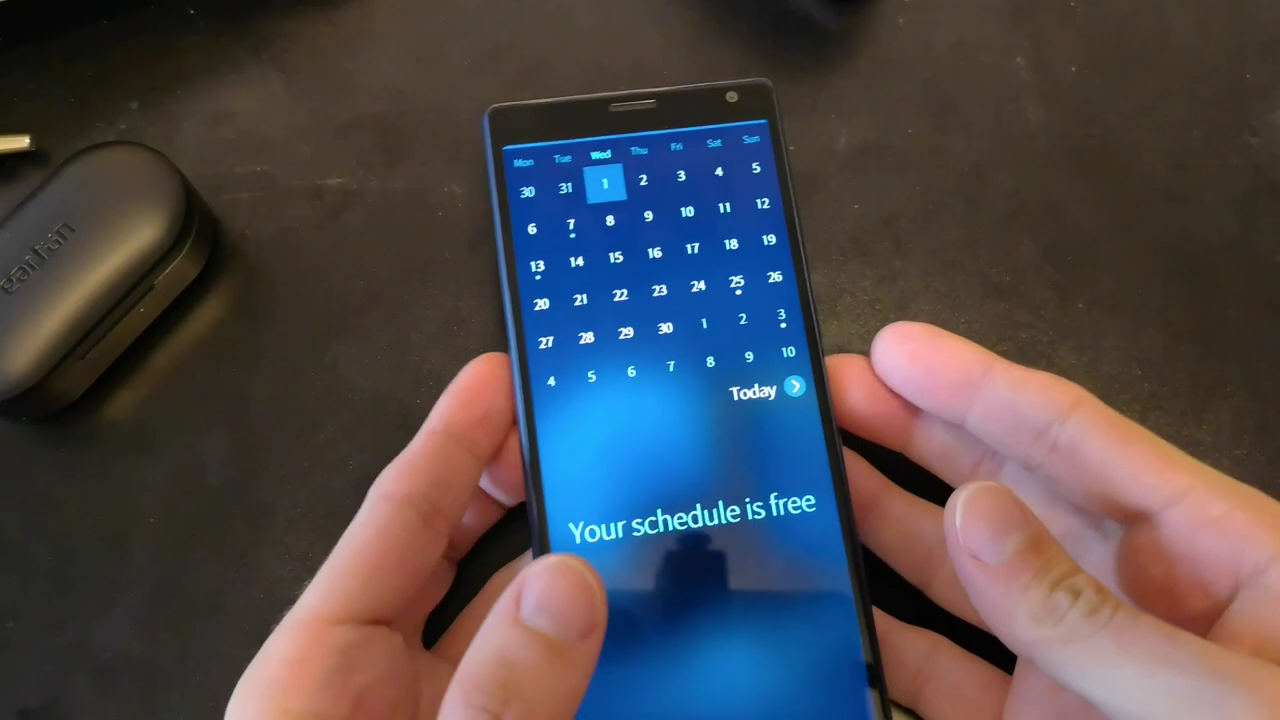 earfun
Mon Tue Wed Thu Fri Sat Sun
30 31 1 2 3 4 5
6 7 8 9 10 11 12
13 14 15 16 17 18 19
20 21 22 23 24 25 26
27 28 29 30 1 2 3
4 5 6 7 8 9 10
Today
Your schedule is free